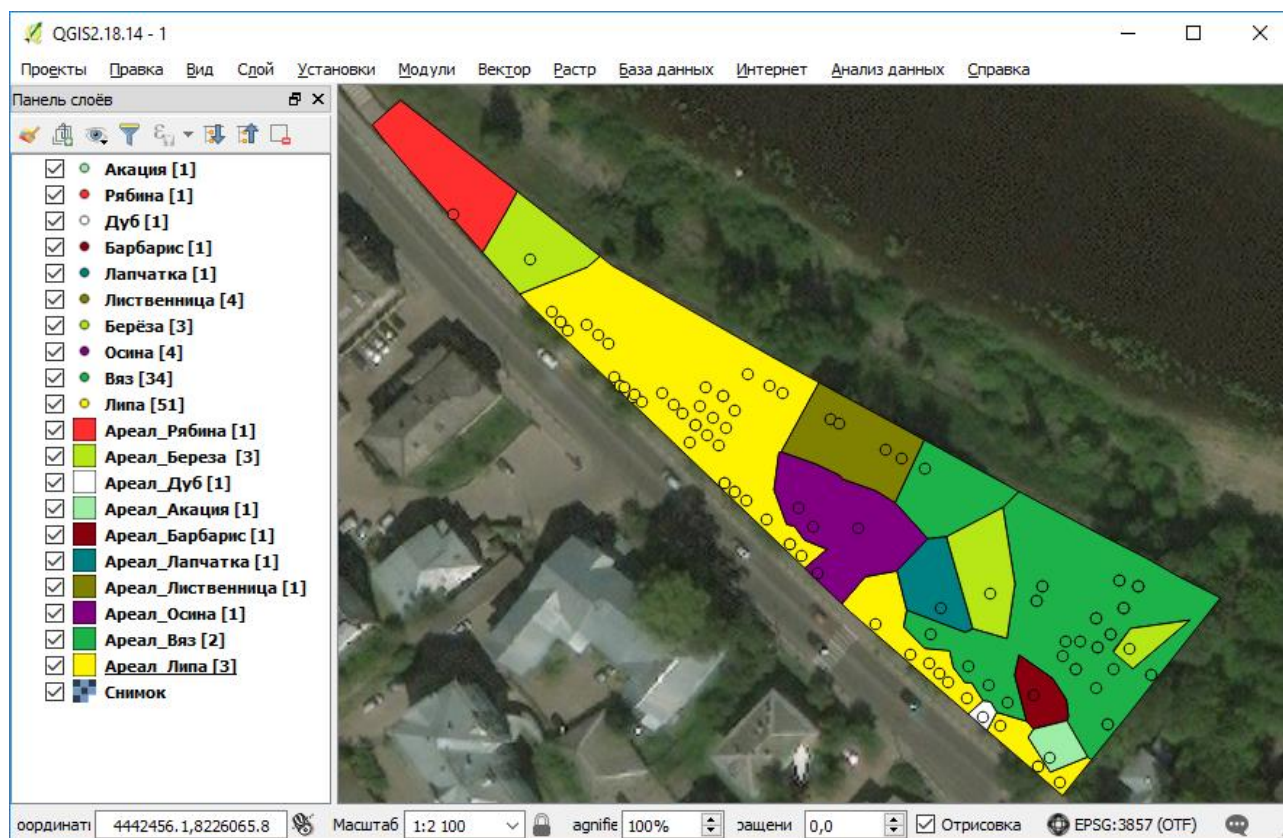 QGIS2.18.14 - 1
Проекты Правка Вид Слой Установки Модули Вектор Растр База данных Интернет Анализ данных Справка
Панель слоёв
Акация [1]
Рябина [1]
Дуб [1]
Барбарис [1]
Лапчатка [1]
Лиственница [4]
Берёза [3]
Осина [4]
Вяз [34]
Липа [51]
Ареал_Рябина [1]
Ареал_Береза [3]
Ареал_Дуб [1]
Ареал_Акация [1]
Ареал_Барбарис [1]
Ареал_Лапчатка [1]
Ареал_Лиственница [1]
Ареал_Осина [1]
Ареал_Вяз [2]
Ареал_Липа [3]
Снимок
оординаты 4442456.1,8226065.8 Масштаб 1:2 100 agnifie 100% ращени 0,0 Отрисовка EPSG:3857 (OTF)